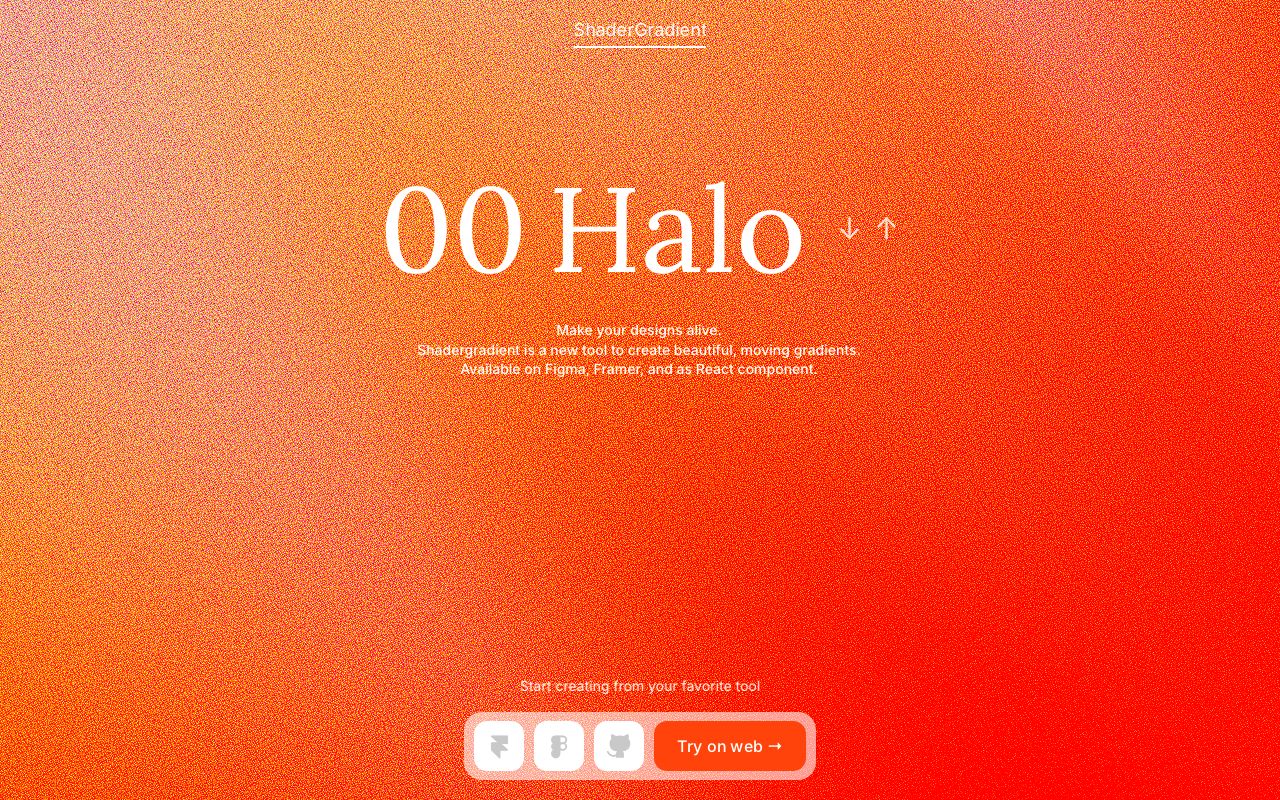 ShaderGradient
00 Halo ↓ ↑
Make your designs alive.
Shadergradient is a new tool to create beautiful, moving gradients.
Available on Figma, Framer, and as React component.
Start creating from your favorite tool
Try on web →